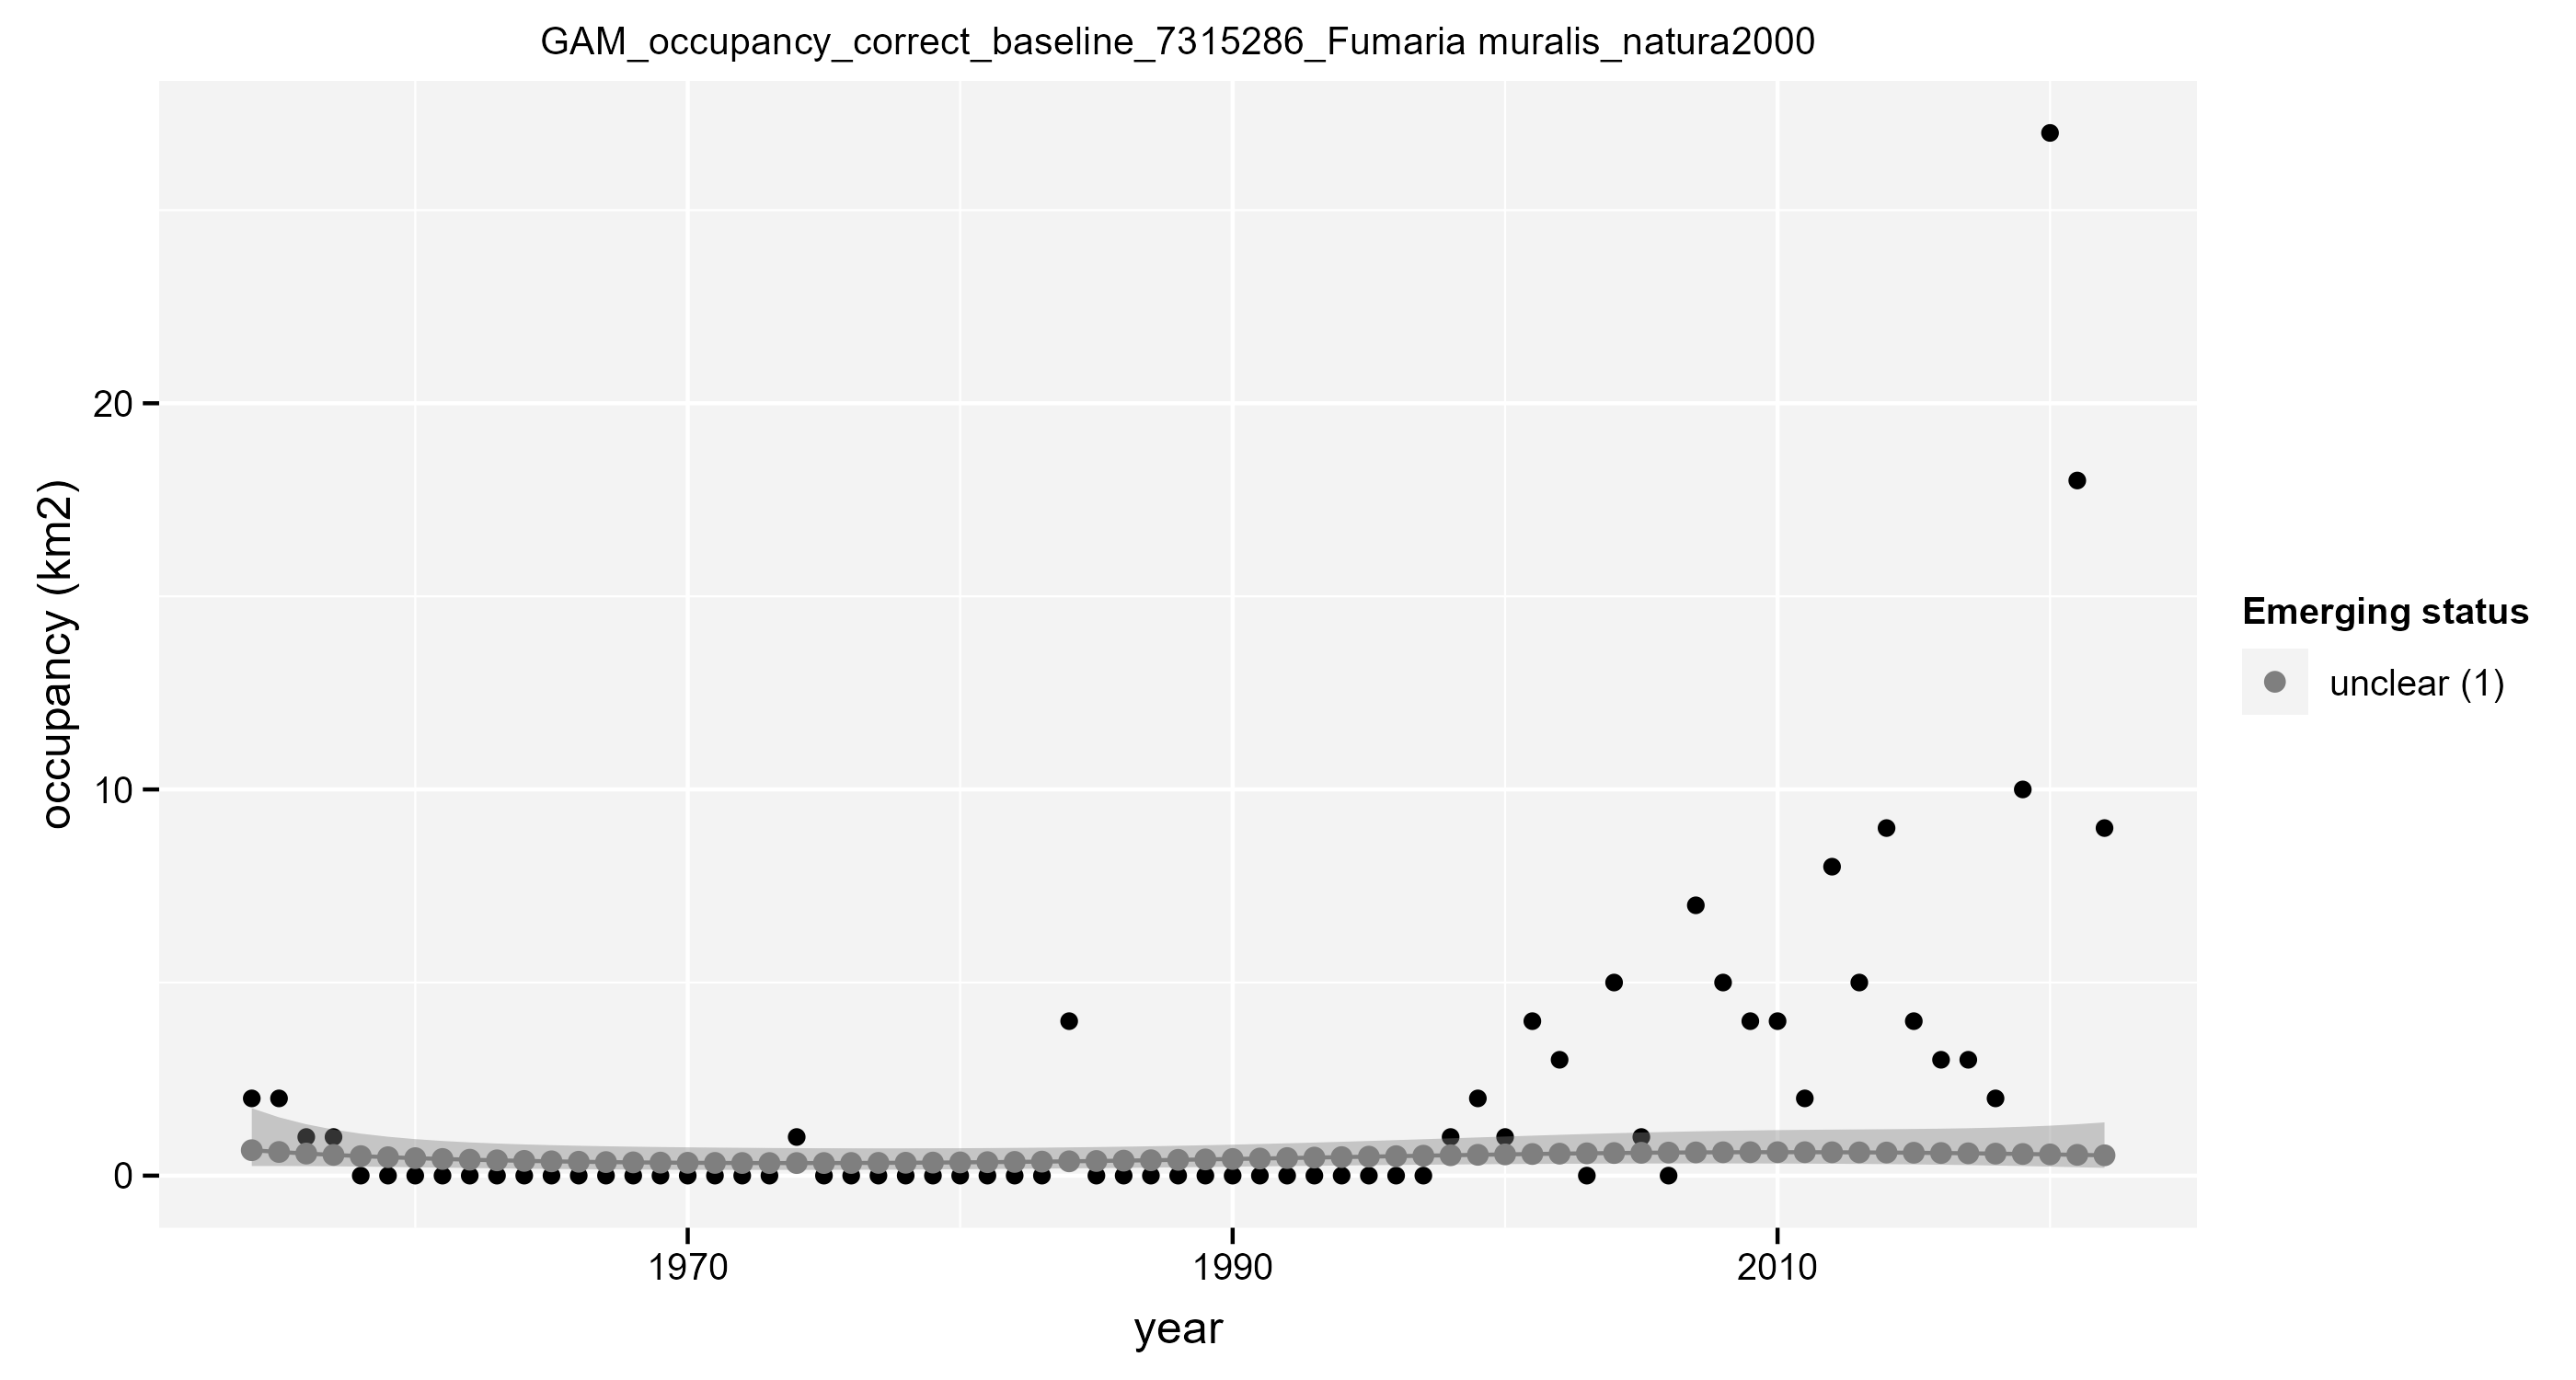 GAM_occupancy_correct_baseline_7315286_Fumaria muralis_natura2000
occupancy (km2)
20
10
0
1970
1990
2010
year
Emerging status
unclear (1)